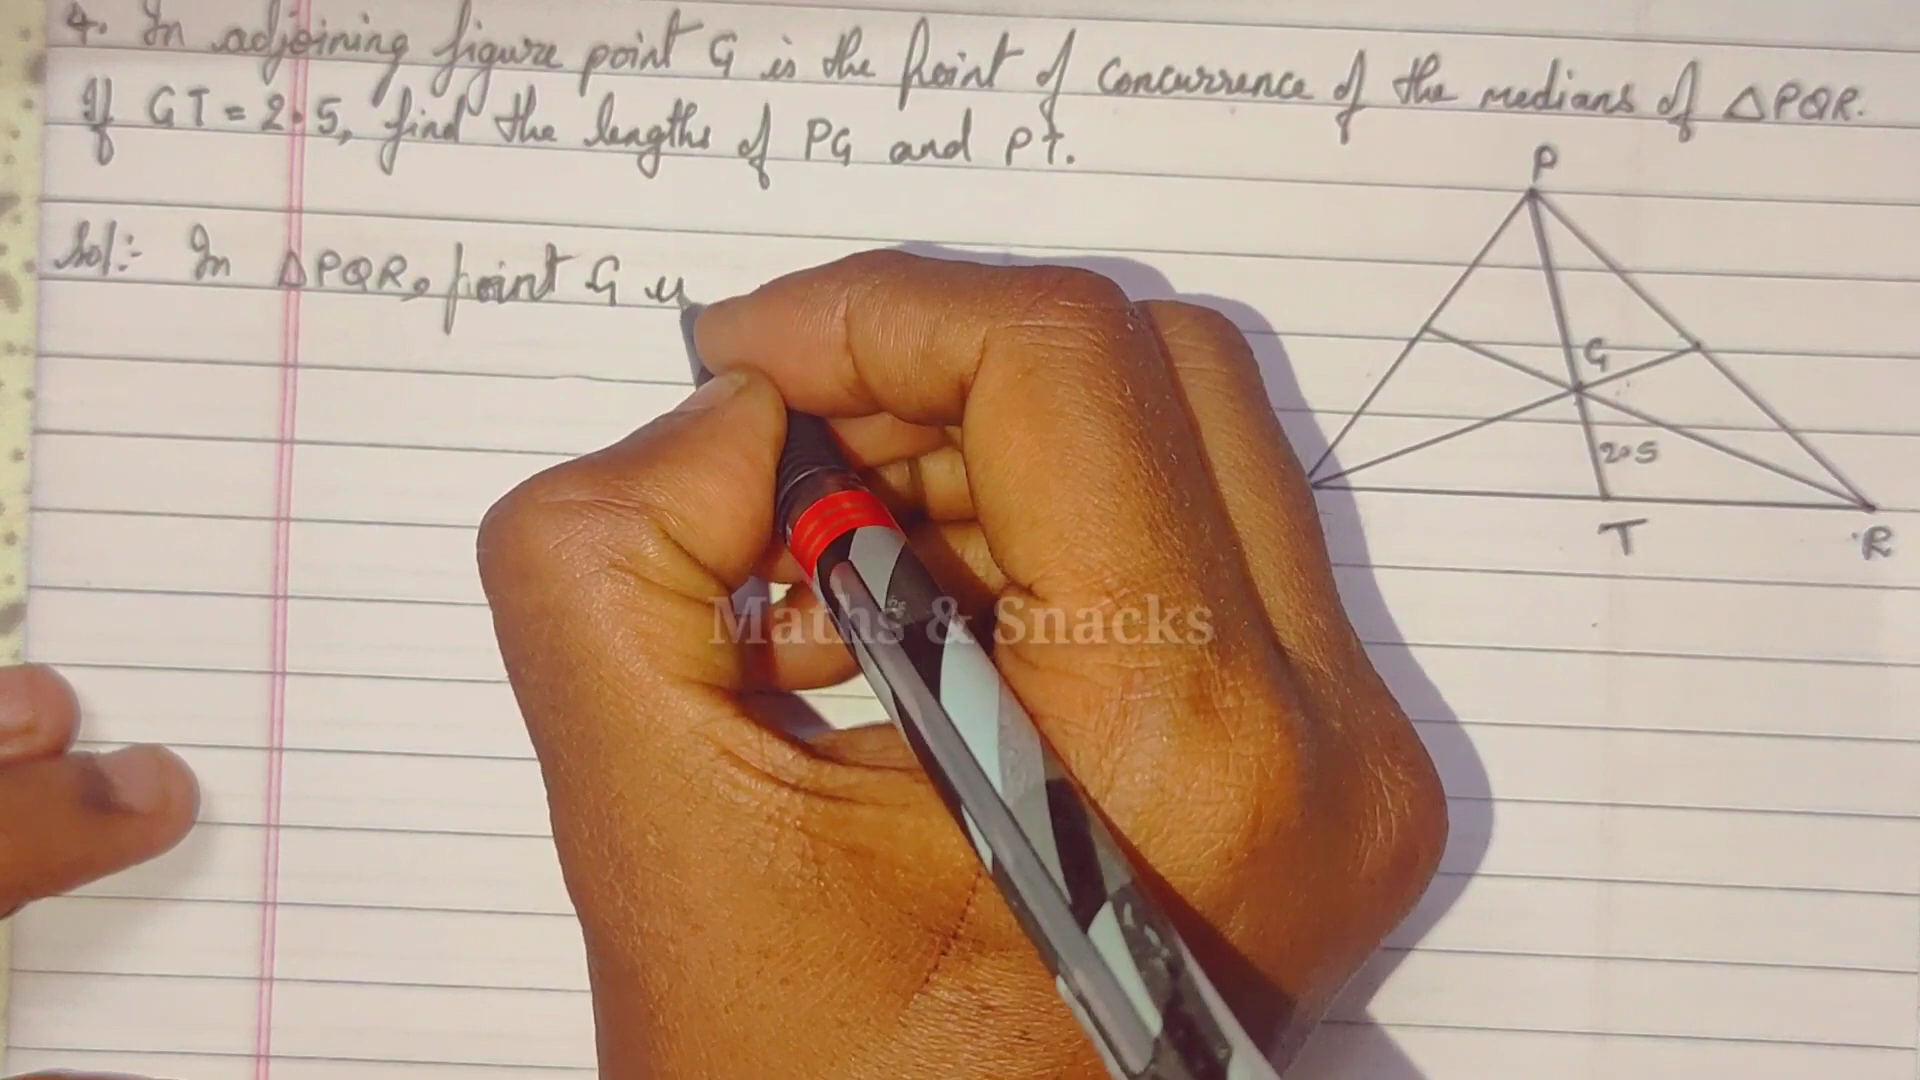 4. In adjoining figure point G is the point of concurrence of the medians of △PQR.
If GT = 2.5, find the lengths of PG and PT.
P
Sol:- In △PQR, point G is
G
2.5
T
R
Maths & Snacks